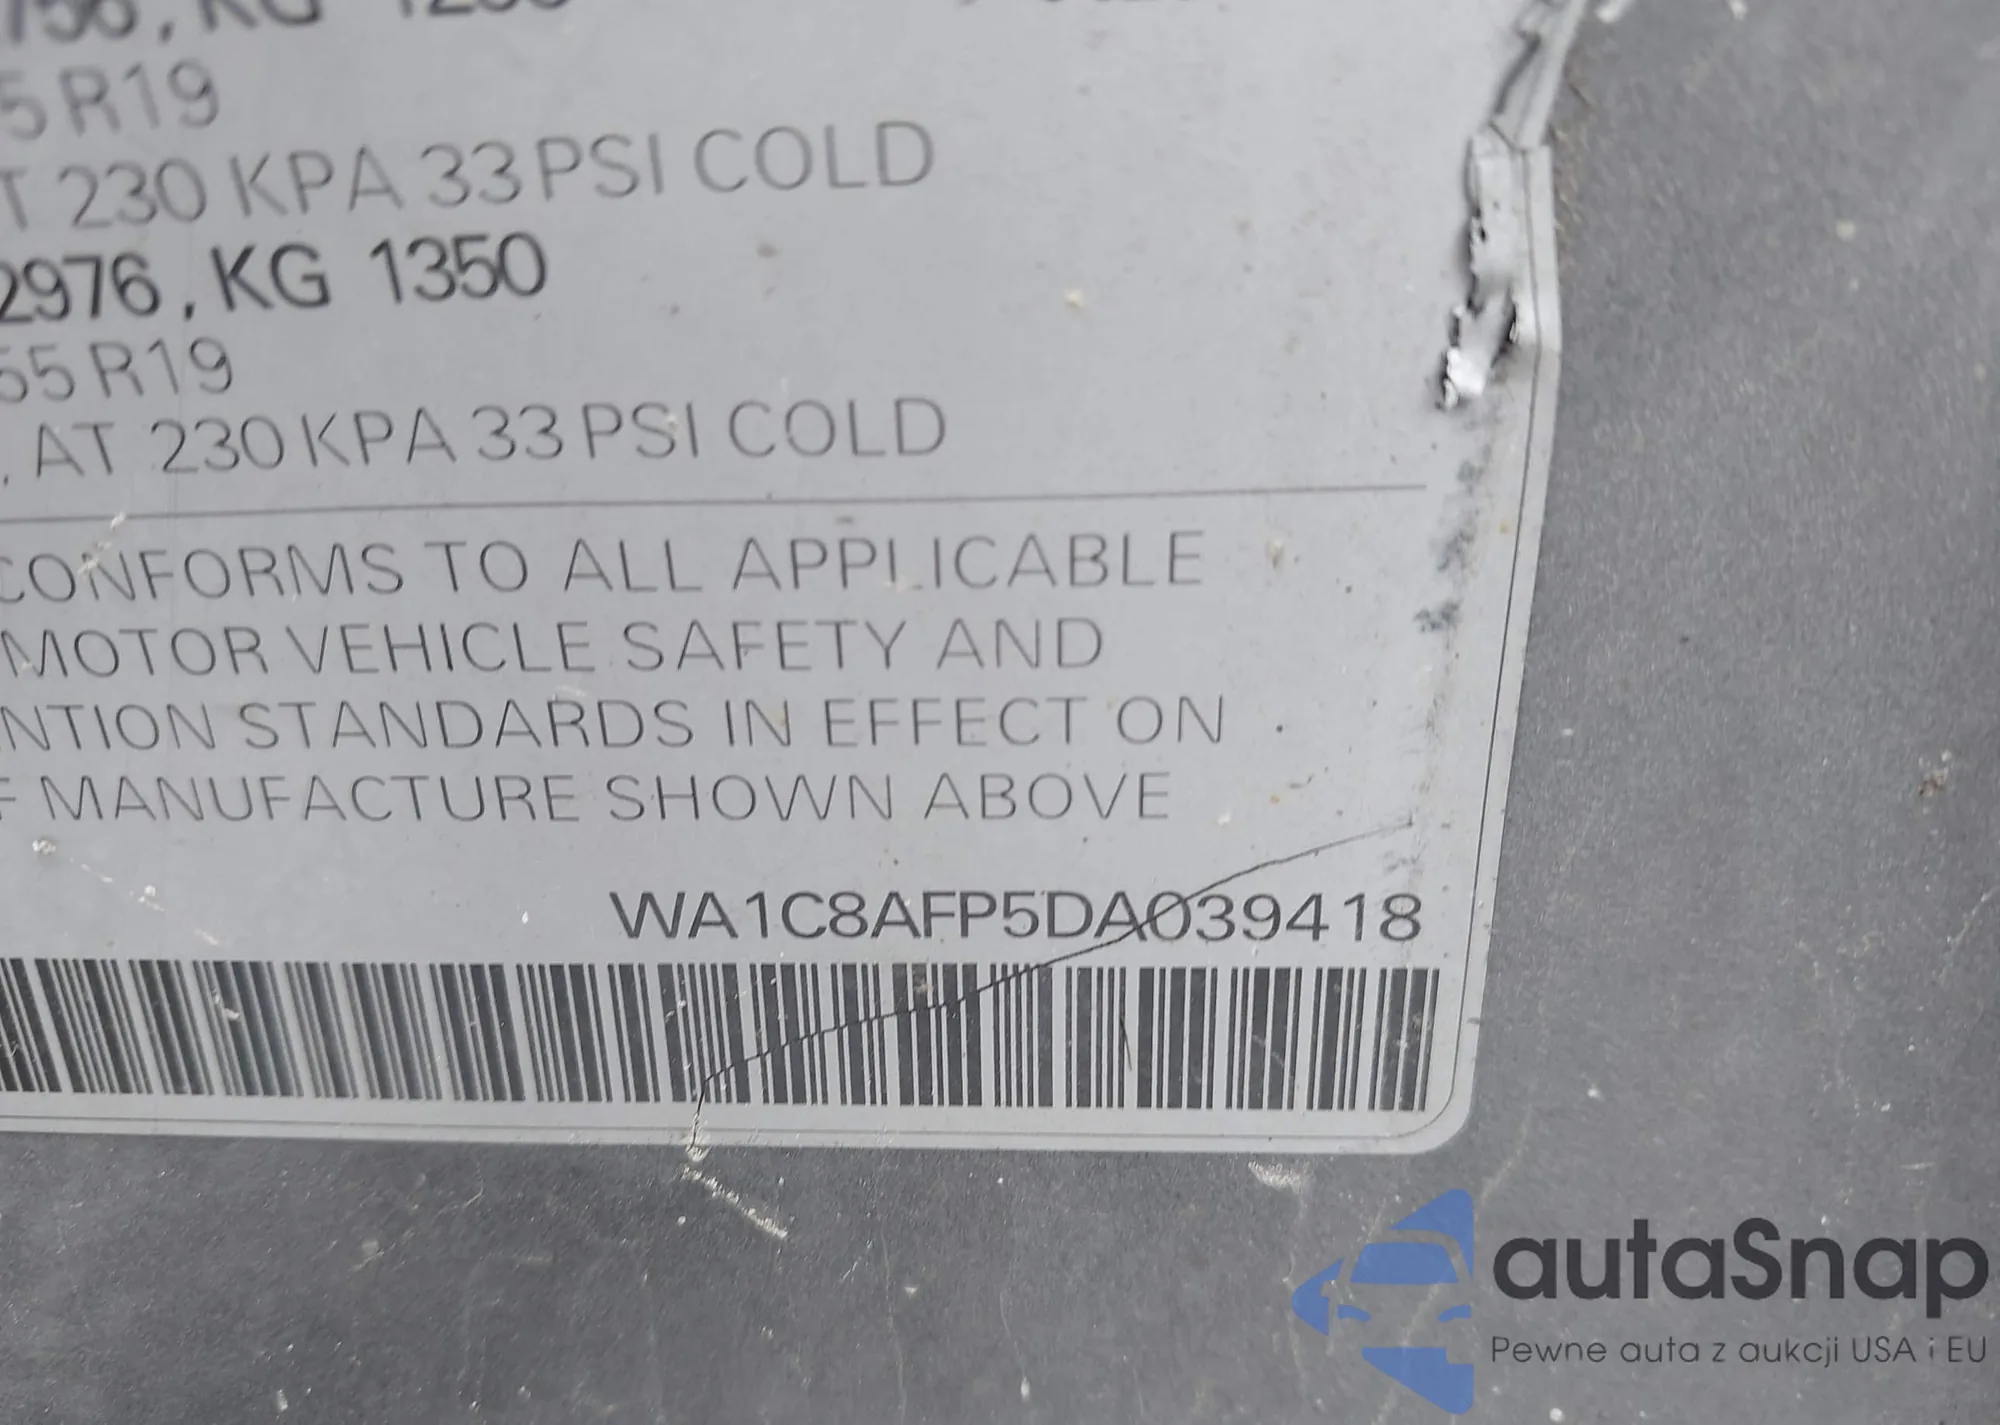 5 R19
T 230 KPA 33 PSI COLD
2976, KG 1350
55 R19
. AT 230 KPA 33 PSI COLD
CONFORMS TO ALL APPLICABLE
MOTOR VEHICLE SAFETY AND
NTION STANDARDS IN EFFECT ON
F MANUFACTURE SHOWN ABOVE
WA1C8AFP5DA039418
autaSnap
Pewne auta z aukcji USA i EU